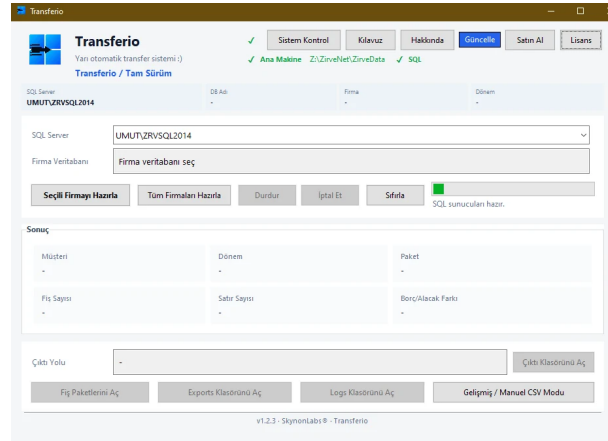 Transferio
Transferio
Yarı otomatik transfer sistemi :)
Transferio / Tam Sürüm
✓ Sistem Kontrol Kılavuz Hakkında Güncelle Satın Al Lisans
✓ Ana Makine Z:\ZirveNet\ZirveData ✓ SQL
SQL Server DB Adı Firma Dönem
UMUT\ZRVSQL2014 - - -
SQL Server UMUT\ZRVSQL2014
Firma Veritabanı Firma veritabanı seç
Seçili Firmayı Hazırla Tüm Firmaları Hazırla Durdur İptal Et Sıfırla
SQL sunucuları hazır.
Sonuç
Müşteri Dönem Paket
- - -
Fiş Sayısı Satır Sayısı Borç/Alacak Farkı
- - -
Çıktı Yolu - Çıktı Klasörünü Aç
Fiş Paketlerini Aç Exports Klasörünü Aç Logs Klasörünü Aç Gelişmiş / Manuel CSV Modu
v1.2.3 - SkynonLabs® - Transferio